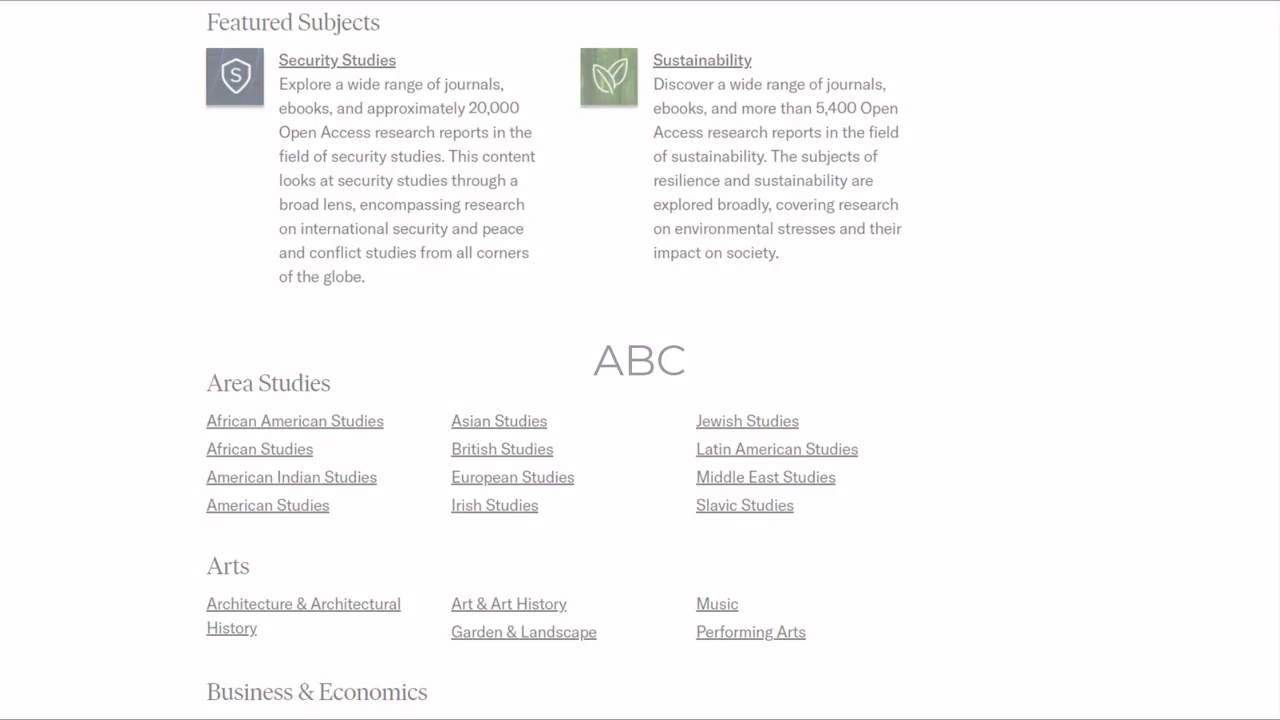 Featured Subjects
Security Studies
Explore a wide range of journals,
ebooks, and approximately 20,000
Open Access research reports in the
field of security studies. This content
looks at security studies through a
broad lens, encompassing research
on international security and peace
and conflict studies from all corners
of the globe.
Sustainability
Discover a wide range of journals,
ebooks, and more than 5,400 Open
Access research reports in the field
of sustainability. The subjects of
resilience and sustainability are
explored broadly, covering research
on environmental stresses and their
impact on society.
ABC
Area Studies
African American Studies
African Studies
American Indian Studies
American Studies
Asian Studies
British Studies
European Studies
Irish Studies
Jewish Studies
Latin American Studies
Middle East Studies
Slavic Studies
Arts
Architecture & Architectural
History
Art & Art History
Garden & Landscape
Music
Performing Arts
Business & Economics